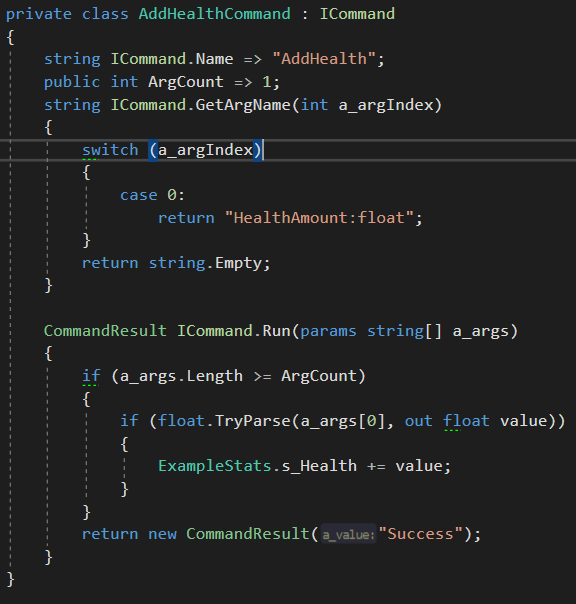 private class AddHealthCommand : ICommand
{
    string ICommand.Name => "AddHealth";
    public int ArgCount => 1;
    string ICommand.GetArgName(int a_argIndex)
    {
        switch (a_argIndex)
        {
            case 0:
                return "HealthAmount:float";
        }
        return string.Empty;
    }

    CommandResult ICommand.Run(params string[] a_args)
    {
        if (a_args.Length >= ArgCount)
        {
            if (float.TryParse(a_args[0], out float value))
            {
                ExampleStats.s_Health += value;
            }
        }
        return new CommandResult(a_value: "Success");
    }
}